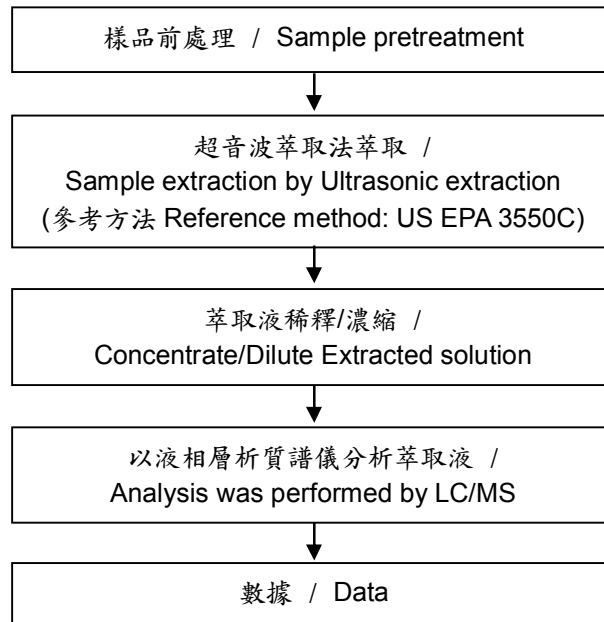 樣品前處理 / Sample pretreatment
超音波萃取法萃取 /
Sample extraction by Ultrasonic extraction
(參考方法 Reference method: US EPA 3550C)
萃取液稀釋/濃縮 /
Concentrate/Dilute Extracted solution
以液相層析質譜儀分析萃取液 /
Analysis was performed by LC/MS
數據 / Data